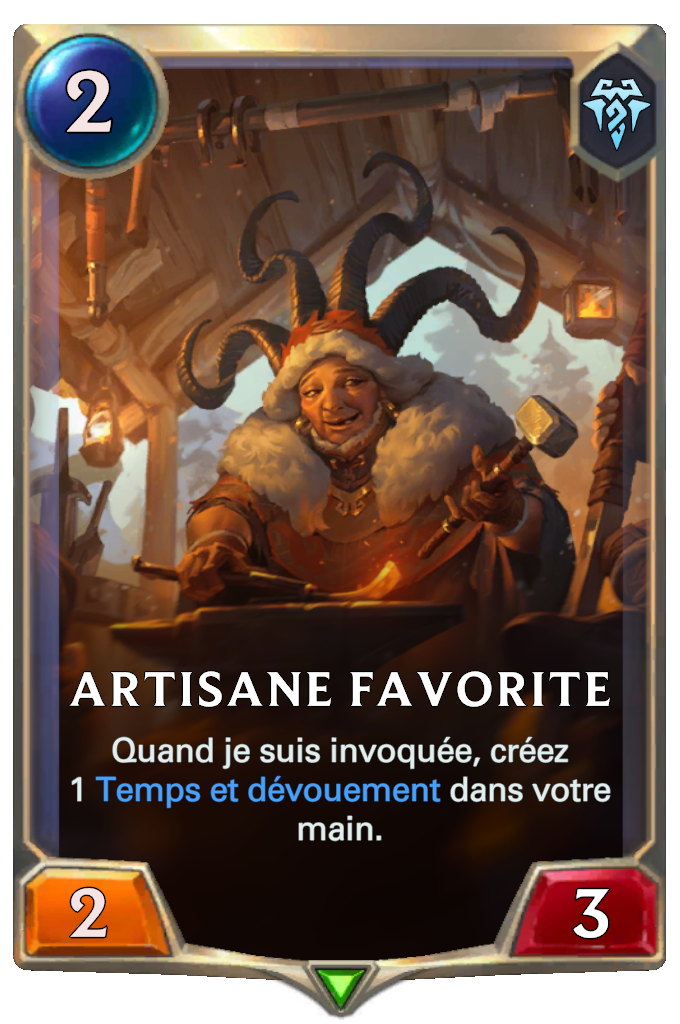 2
ARTISANE FAVORITE
Quand je suis invoquée, créez
1 Temps et dévouement dans votre
main.
2
3